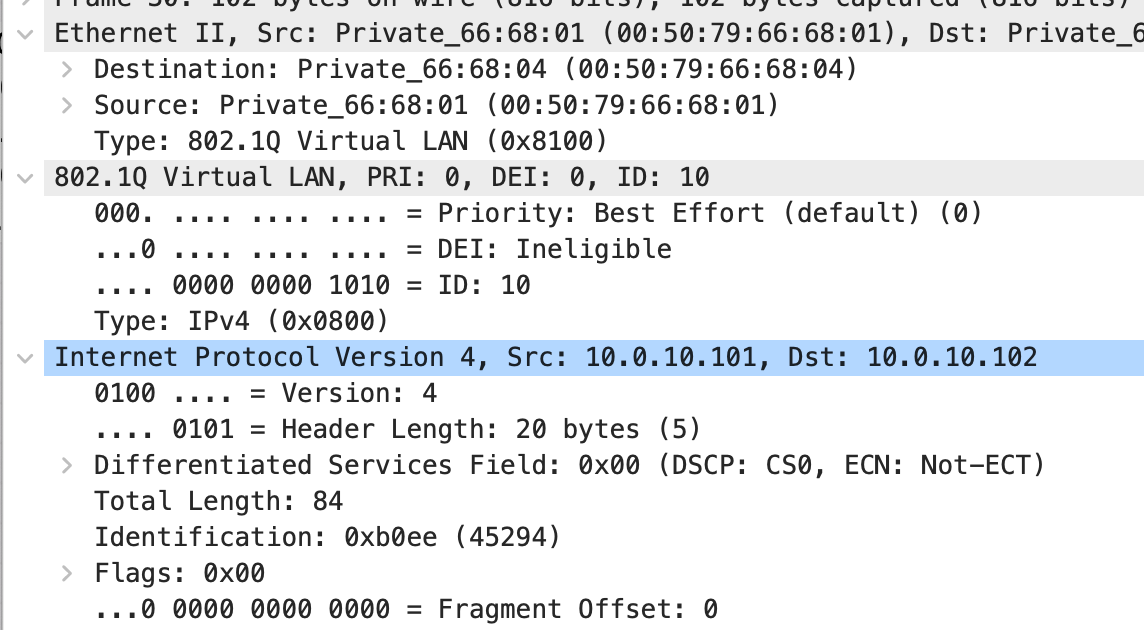 Frame 30: 102 bytes on wire (816 bits), 102 bytes captured (816 bits)
Ethernet II, Src: Private_66:68:01 (00:50:79:66:68:01), Dst: Private_6
Destination: Private_66:68:04 (00:50:79:66:68:04)
Source: Private_66:68:01 (00:50:79:66:68:01)
Type: 802.1Q Virtual LAN (0x8100)
802.1Q Virtual LAN, PRI: 0, DEI: 0, ID: 10
000. .... .... .... = Priority: Best Effort (default) (0)
...0 .... .... .... = DEI: Ineligible
.... 0000 0000 1010 = ID: 10
Type: IPv4 (0x0800)
Internet Protocol Version 4, Src: 10.0.10.101, Dst: 10.0.10.102
0100 .... = Version: 4
.... 0101 = Header Length: 20 bytes (5)
Differentiated Services Field: 0x00 (DSCP: CS0, ECN: Not-ECT)
Total Length: 84
Identification: 0xb0ee (45294)
Flags: 0x00
...0 0000 0000 0000 = Fragment Offset: 0